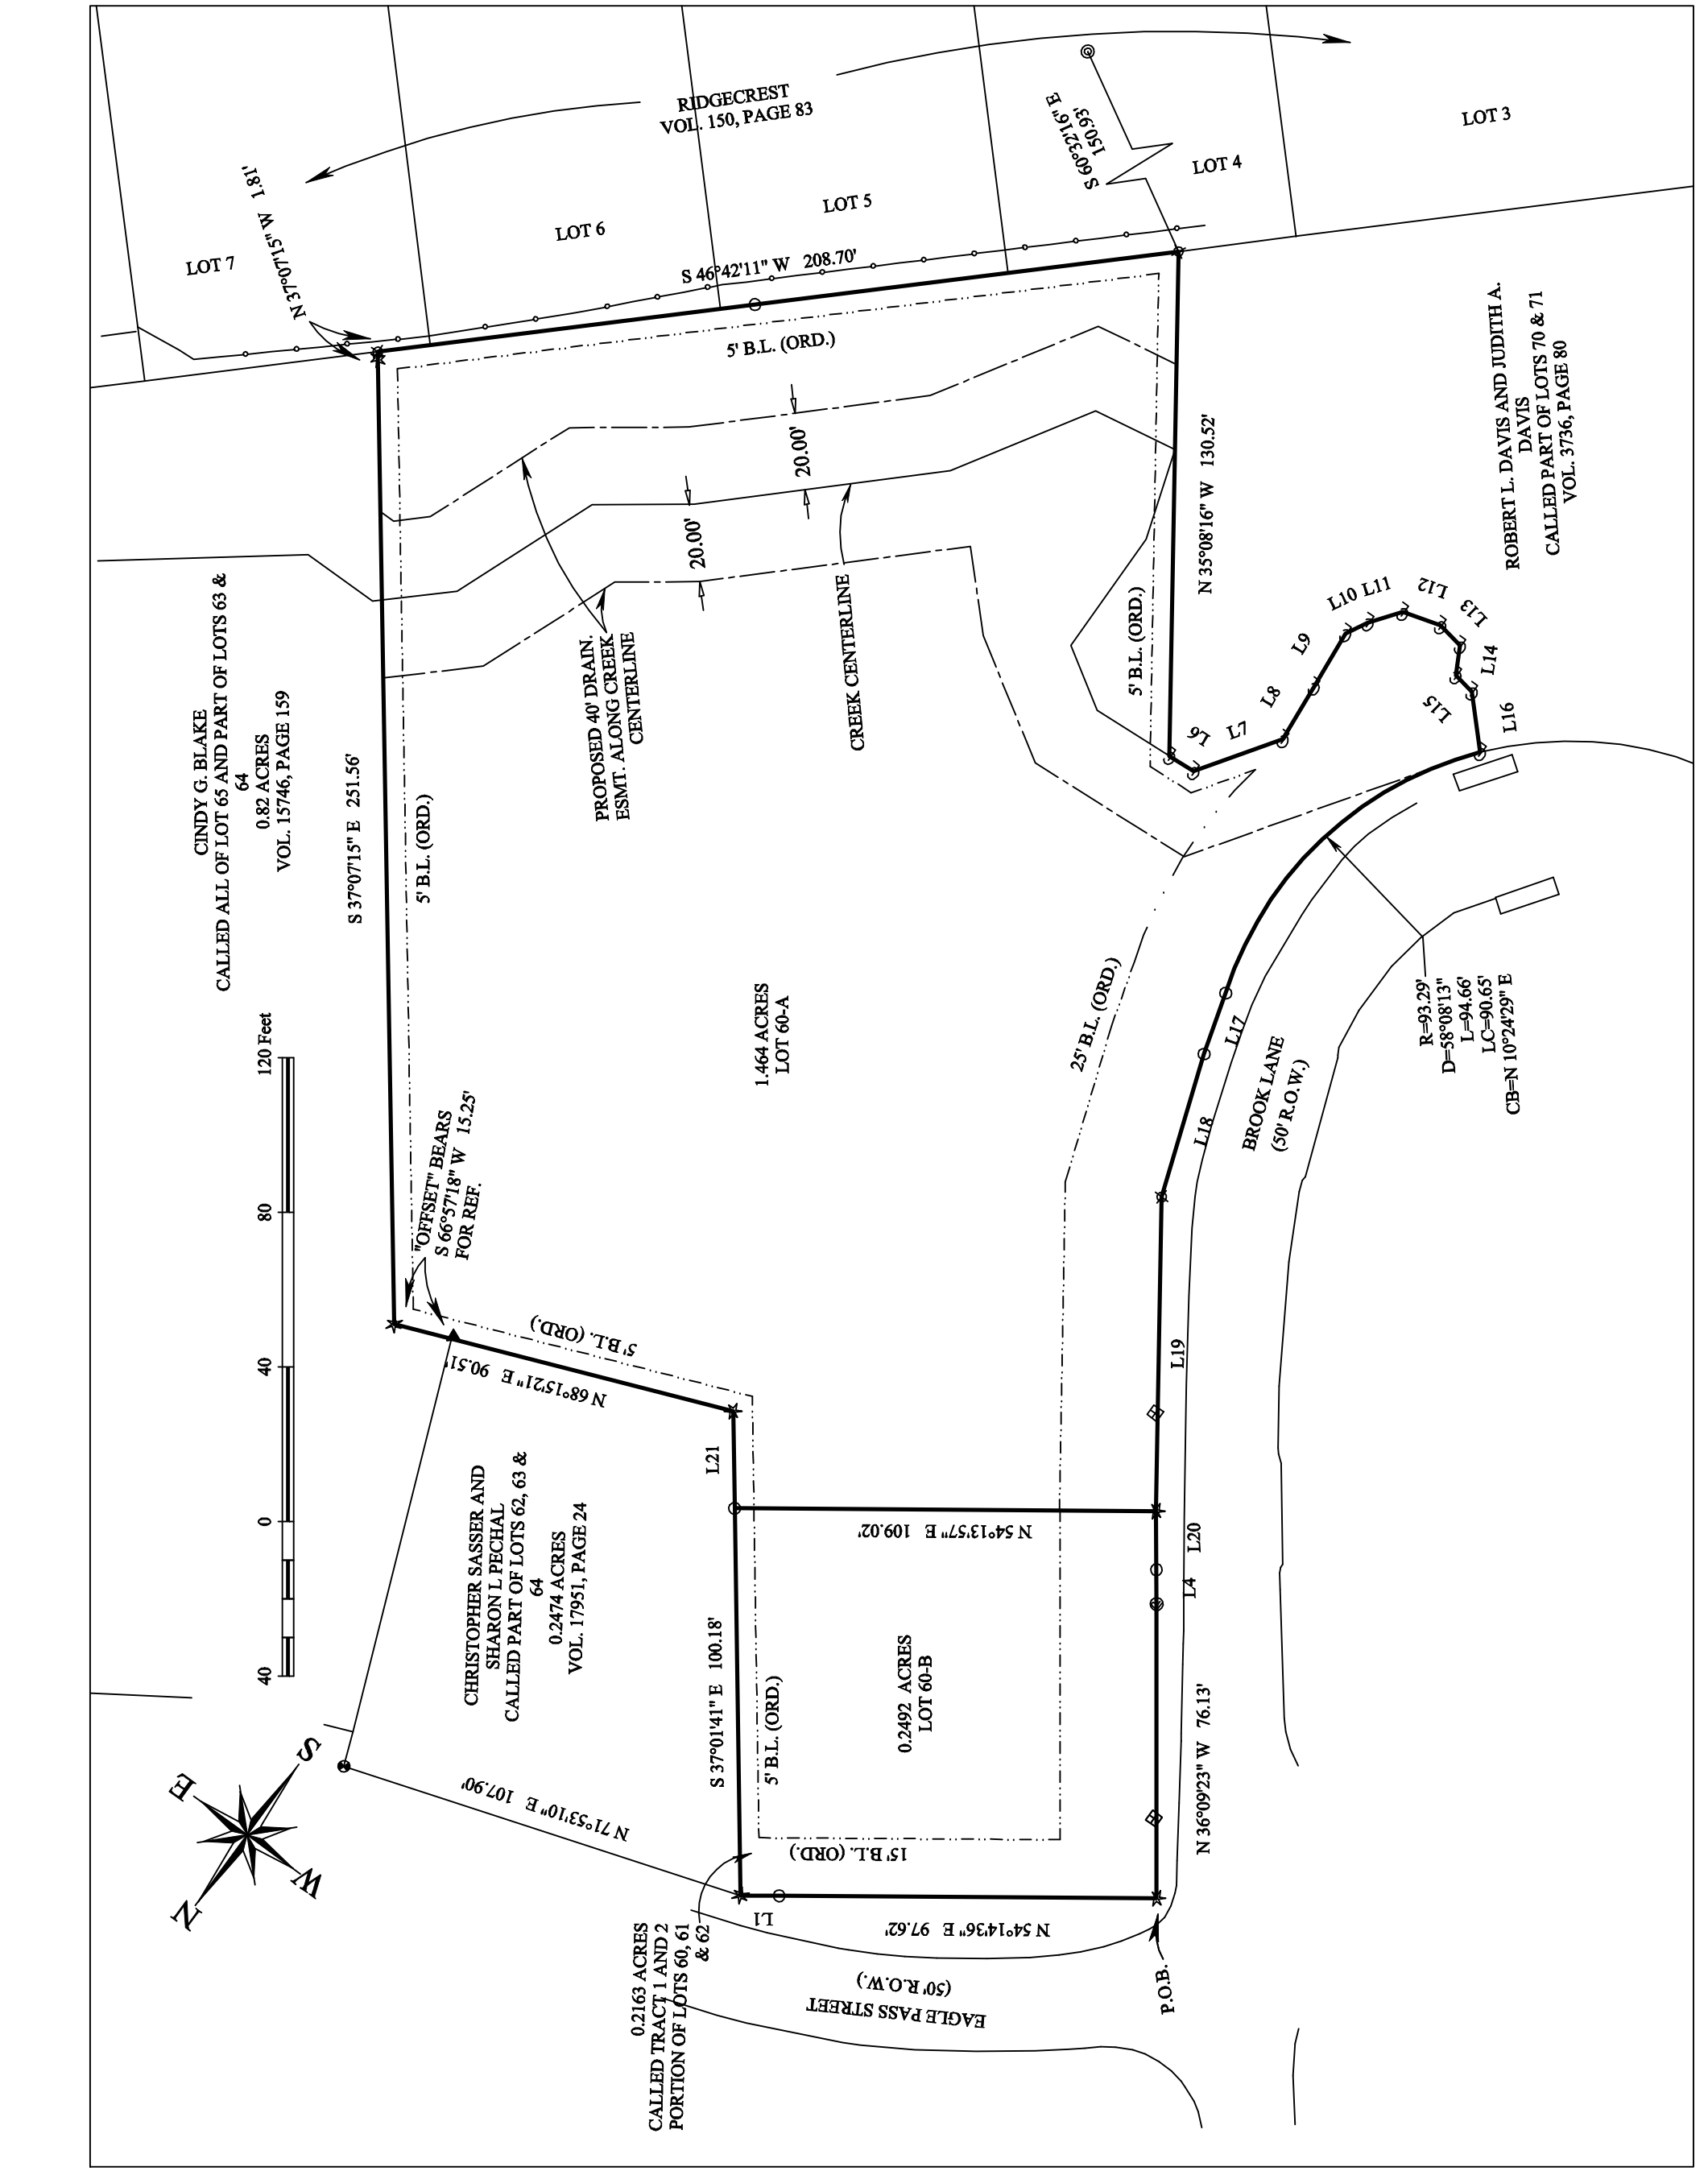 RIDGECREST
VOL. 150, PAGE 83
S 60°32'16" E
150.93'
LOT 3
LOT 4
LOT 5
LOT 6
LOT 7
N 37°07'15" W 1.81'
S 46°42'11" W 208.70'
5' B.L. (ORD.)
20.00'
20.00'
N 35°08'16" W 130.52'
5' B.L. (ORD.)
ROBERT L. DAVIS AND JUDITH A.
DAVIS
CALLED PART OF LOTS 70 & 71
VOL. 3736, PAGE 80
CINDY G. BLAKE
CALLED ALL OF LOT 65 AND PART OF LOTS 63 &
64
0.82 ACRES
VOL. 15746, PAGE 159
S 37°07'15" E 251.56'
5' B.L. (ORD.)
PROPOSED 40' DRAIN.
ESMT. ALONG CREEK
CENTERLINE
CREEK CENTERLINE
L6
L7
L8
L9
L10
L11
L12
L13
L14
L15
L16
1.464 ACRES
LOT 60-A
25' B.L. (ORD.)
R=93.29'
D=58°08'13"
L=94.66'
LC=90.65'
CB=N 10°24'29" E
L17
L18
BROOK LANE
(50' R.O.W.)
120 Feet
80
40
0
40
"OFFSET" BEARS
S 66°57'18" W 15.25'
FOR REF.
5' B.L. (ORD.)
N 68°15'21" E 90.51'
L19
L21
CHRISTOPHER SASSER AND
SHARON L PECHAL
CALLED PART OF LOTS 62, 63 &
64
0.2474 ACRES
VOL. 17951, PAGE 24
N 54°13'57" E 109.02'
L20
L4
S 37°01'41" E 100.18'
5' B.L. (ORD.)
0.2492 ACRES
LOT 60-B
N 36°09'23" W 76.13'
N 71°53'10" E 107.90'
15' B.L. (ORD.)
S
E
W
N
L1
N 54°14'36" E 97.62'
0.2163 ACRES
CALLED TRACT 1 AND 2
PORTION OF LOTS 60, 61
& 62
EAGLE PASS STREET
(50' R.O.W.)
P.O.B.